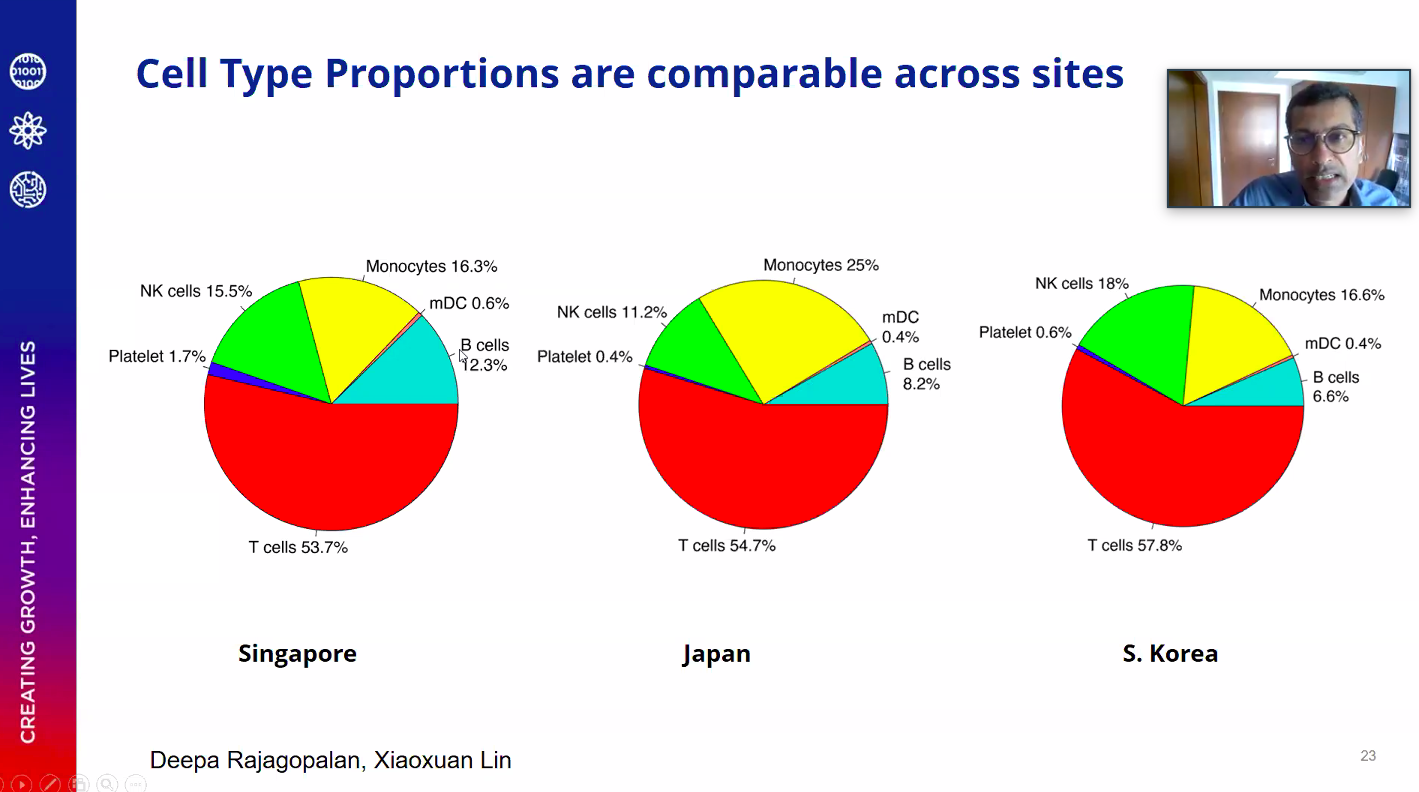 Cell Type Proportions are comparable across sites
CREATING GROWTH, ENHANCING LIVES
Monocytes 16.3%
NK cells 15.5%
mDC 0.6%
B cells
12.3%
Platelet 1.7%
T cells 53.7%
Singapore
Monocytes 25%
NK cells 11.2%
mDC
0.4%
Platelet 0.4%
B cells
8.2%
T cells 54.7%
Japan
NK cells 18%
Monocytes 16.6%
Platelet 0.6%
mDC 0.4%
B cells
6.6%
T cells 57.8%
S. Korea
Deepa Rajagopalan, Xiaoxuan Lin
23